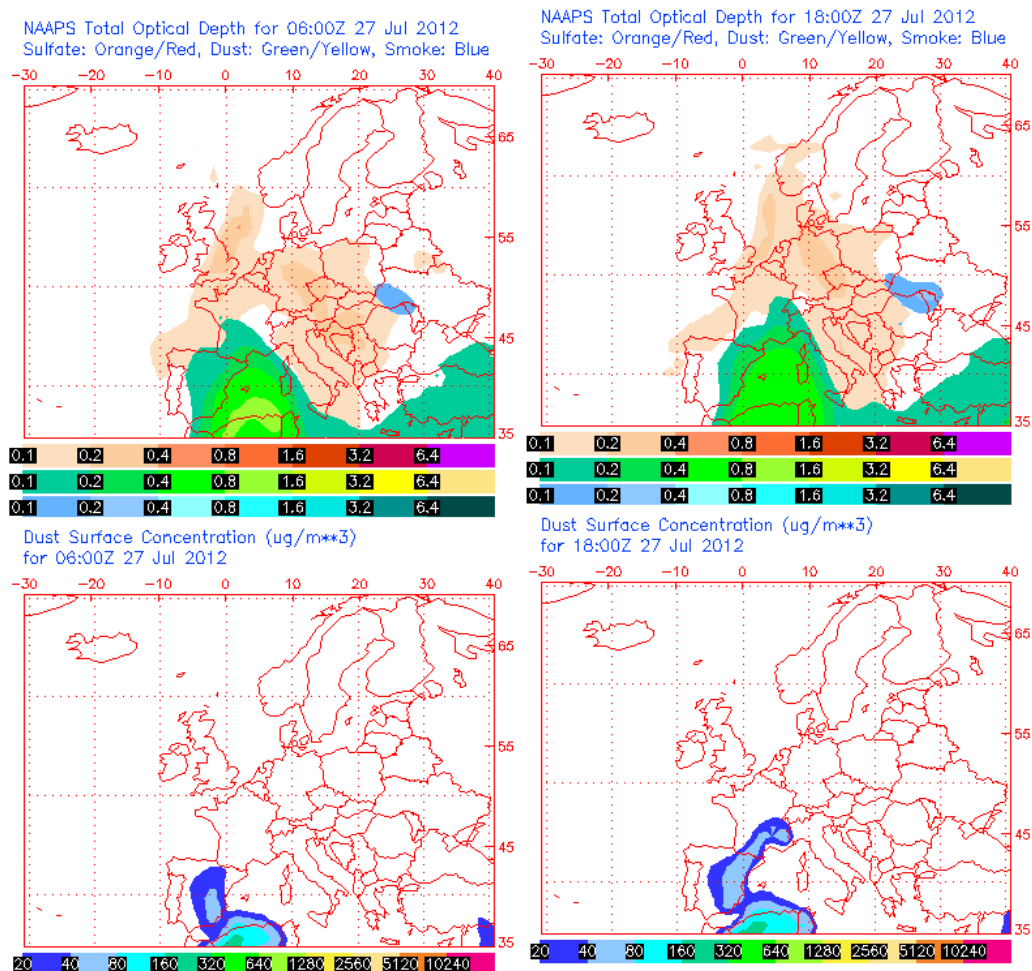 NAAPS Total Optical Depth for 06:00Z 27 Jul 2012
Sulfate: Orange/Red, Dust: Green/Yellow, Smoke: Blue
-30 -20 -10 0 10 20 30 40
65
55
45
35
0.1 0.2 0.4 0.8 1.6 3.2 6.4
0.1 0.2 0.4 0.8 1.6 3.2 6.4
0.1 0.2 0.4 0.8 1.6 3.2 6.4
NAAPS Total Optical Depth for 18:00Z 27 Jul 2012
Sulfate: Orange/Red, Dust: Green/Yellow, Smoke: Blue
-30 -20 -10 0 10 20 30 40
65
55
45
35
0.1 0.2 0.4 0.8 1.6 3.2 6.4
0.1 0.2 0.4 0.8 1.6 3.2 6.4
0.1 0.2 0.4 0.8 1.6 3.2 6.4
Dust Surface Concentration (ug/m**3)
for 06:00Z 27 Jul 2012
-30 -20 -10 0 10 20 30 40
65
55
45
35
20 40 80 160 320 640 1280 2560 5120 10240
Dust Surface Concentration (ug/m**3)
for 18:00Z 27 Jul 2012
-30 -20 -10 0 10 20 30 40
65
55
45
35
20 40 80 160 320 640 1280 2560 5120 10240